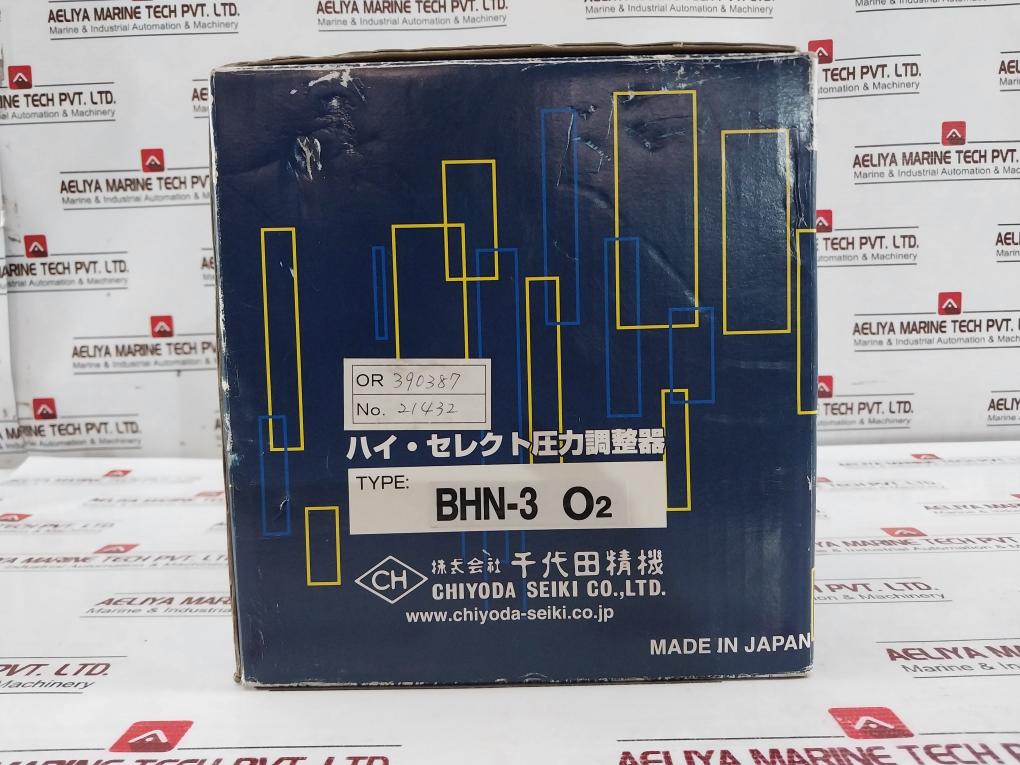 AELIYA MARINE TECH PVT. LTD.
Marine & Industrial Automation & Machinery
OR 390387
No. 21432
ハイ・セレクト圧力調整器
TYPE:
BHN-3 O2
CH
株式会社 千代田精機
CHIYODA SEIKI CO.,LTD.
www.chiyoda-seiki.co.jp
MADE IN JAPAN